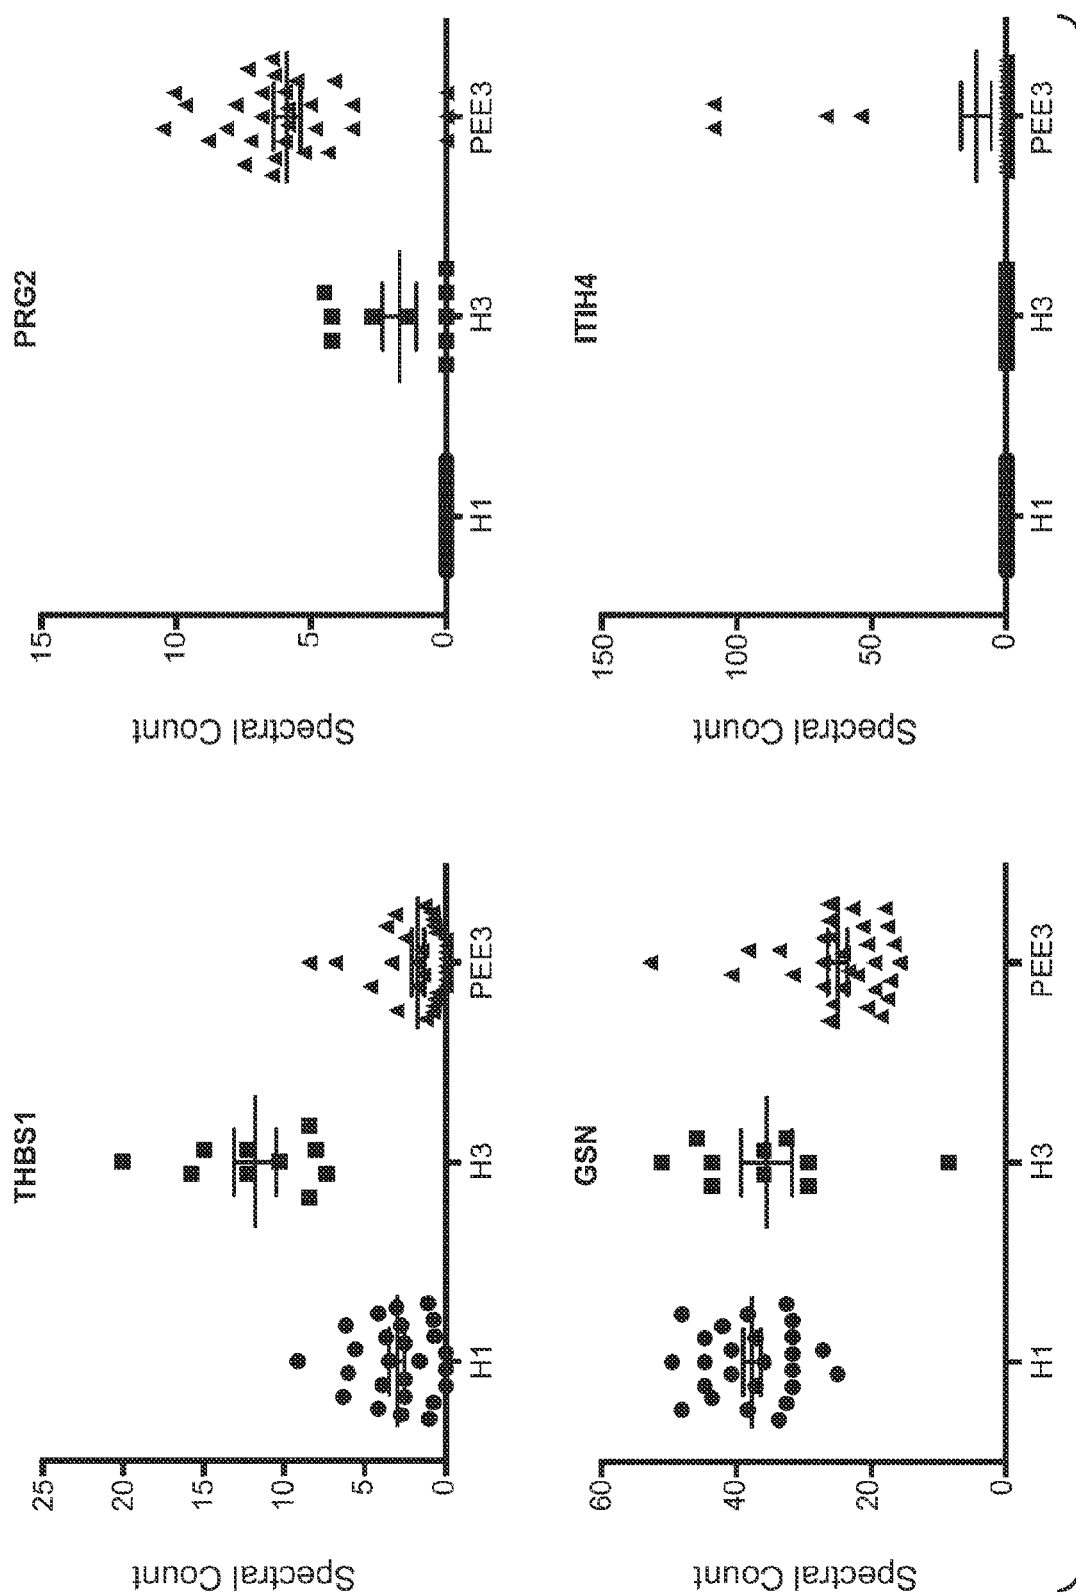 THBS1
Spectral Count
25
20
15
10
5
0
H1
H3
PEE3
PRG2
Spectral Count
15
10
5
0
H1
H3
PEE3
GSN
Spectral Count
60
40
20
0
H1
H3
PEE3
ITIH4
Spectral Count
150
100
50
0
H1
H3
PEE3